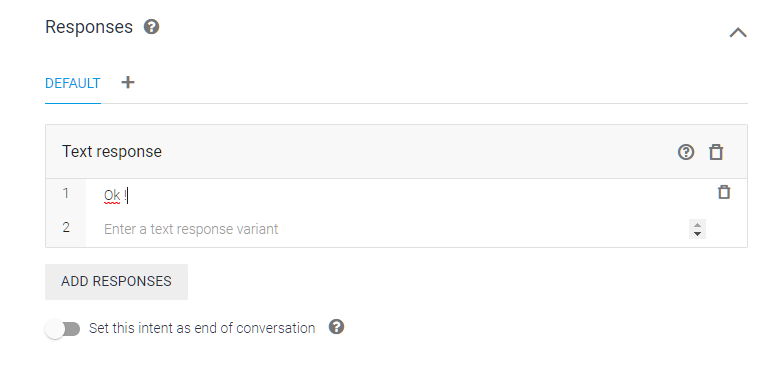 Responses ?
DEFAULT +
Text response ?
1 Ok !
2 Enter a text response variant
ADD RESPONSES
Set this intent as end of conversation ?